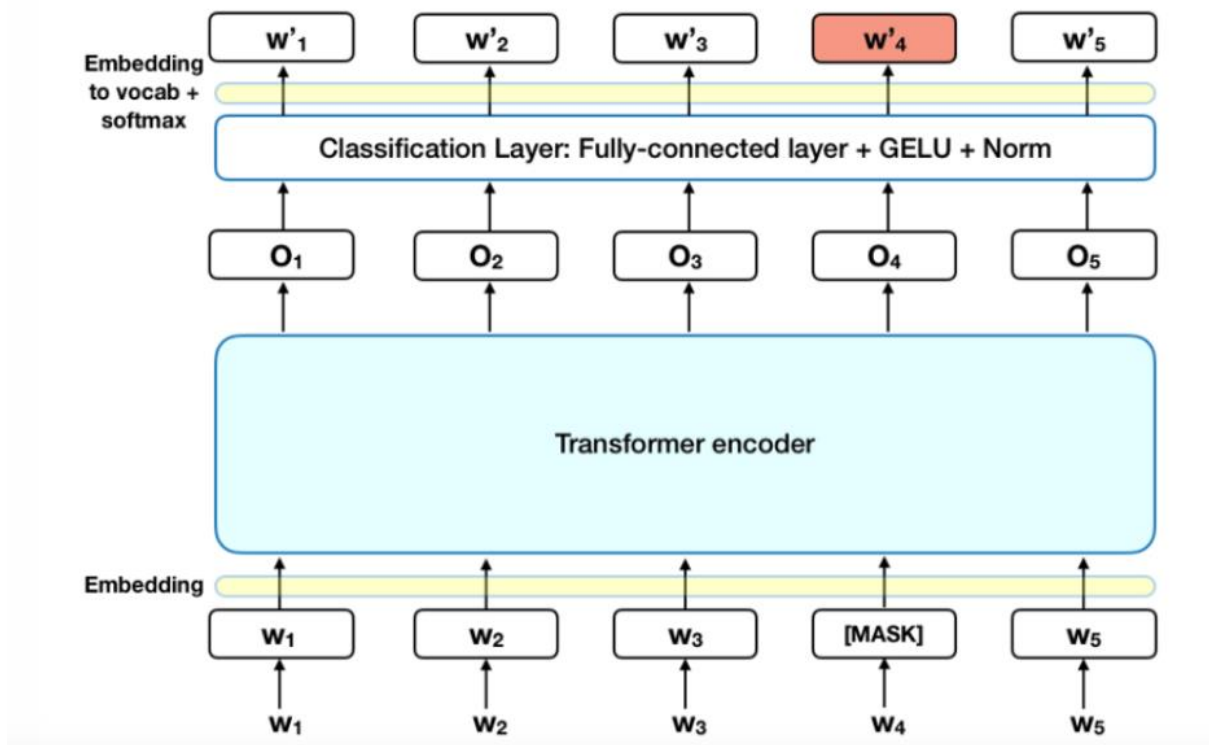 w’1
w’2
w’3
w’4
w’5
Embedding
to vocab +
softmax
Classification Layer: Fully-connected layer + GELU + Norm
O1
O2
O3
O4
O5
Transformer encoder
Embedding
W1
W2
W3
[MASK]
W5
W1
W2
W3
W4
W5